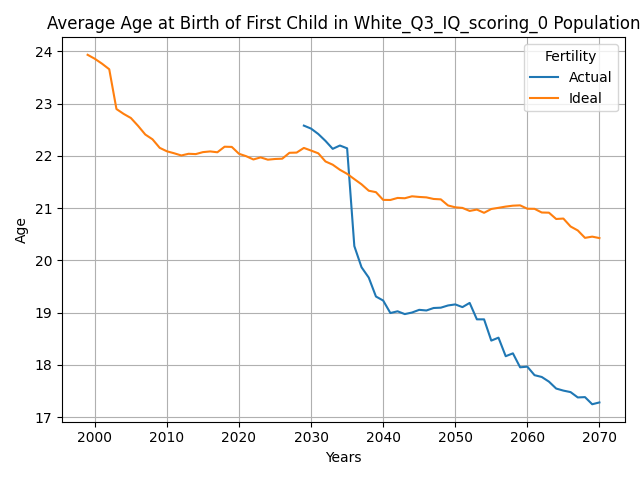 Average Age at Birth of First Child in White_Q3_IQ_scoring_0 Population
Fertility
Actual
Ideal
24
23
22
21
20
19
18
17
Age
2000 2010 2020 2030 2040 2050 2060 2070
Years